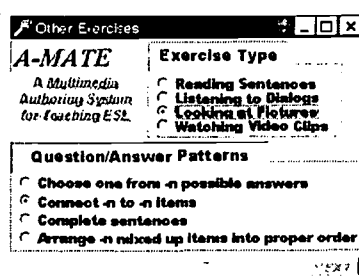 Other Exercises
A-MATE
A Multimedia
Authoring System
for Teaching ESL
Exercise Type
Reading Sentences
Listening to Dialogs
Looking at Pictures
Watching Video Clips
Question/Answer Patterns
Choose one from -n possible answers
Connect -n to -n items
Complete sentences
Arrange -n mixed up items into proper order
NEXT